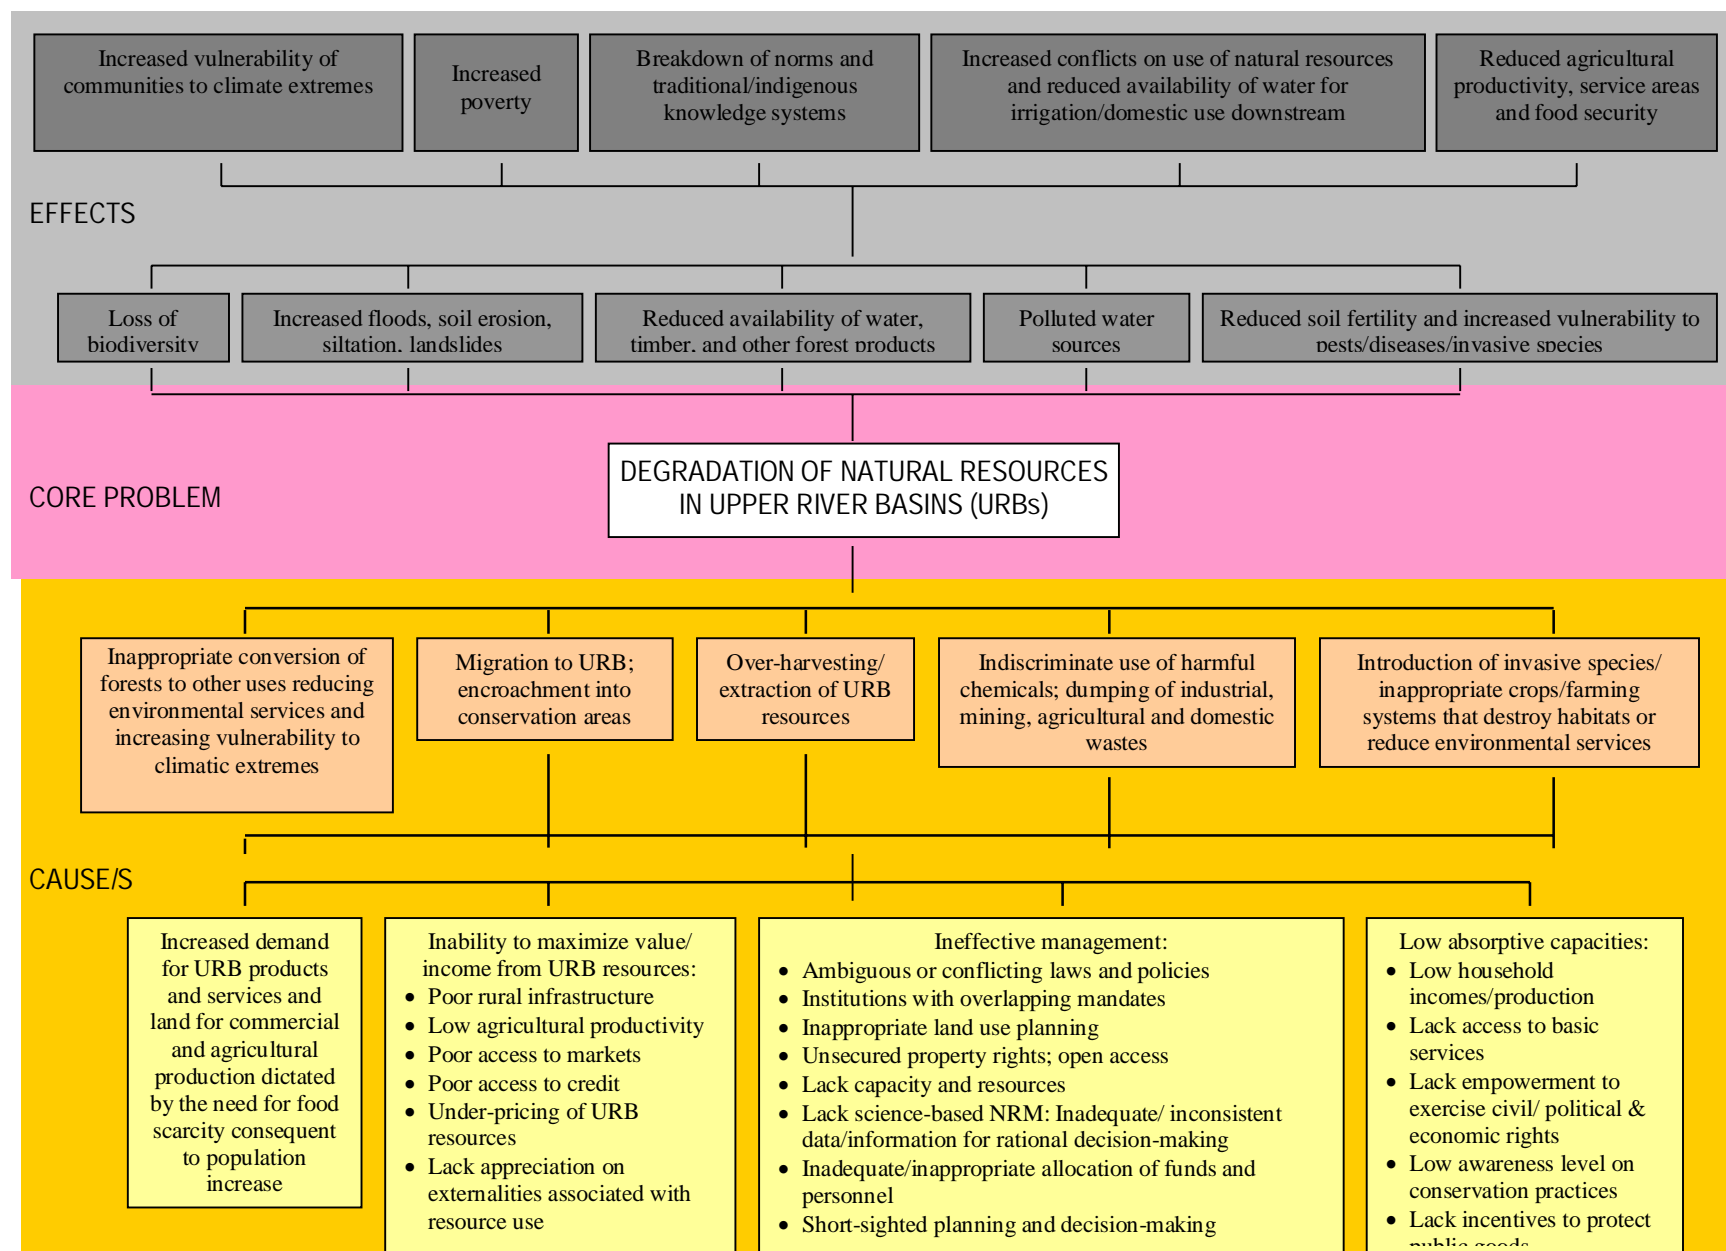 Increased vulnerability of
communities to climate extremes
Increased
poverty
Breakdown of norms and
traditional/indigenous
knowledge systems
Increased conflicts on use of natural resources
and reduced availability of water for
irrigation/domestic use downstream
Reduced agricultural
productivity, service areas
and food security
EFFECTS
Loss of
biodiversity
Increased floods, soil erosion,
siltation, landslides
Reduced availability of water,
timber, and other forest products
Polluted water
sources
Reduced soil fertility and increased vulnerability to
pests/diseases/invasive species
CORE PROBLEM
DEGRADATION OF NATURAL RESOURCES
IN UPPER RIVER BASINS (URBs)
Inappropriate conversion of
forests to other uses reducing
environmental services and
increasing vulnerability to
climatic extremes
Migration to URB;
encroachment into
conservation areas
Over-harvesting/
extraction of URB
resources
Indiscriminate use of harmful
chemicals; dumping of industrial,
mining, agricultural and domestic
wastes
Introduction of invasive species/
inappropriate crops/farming
systems that destroy habitats or
reduce environmental services
CAUSE/S
Increased demand
for URB products
and services and
land for commercial
and agricultural
production dictated
by the need for food
scarcity consequent
to population
increase
Inability to maximize value/
income from URB resources:
• Poor rural infrastructure
• Low agricultural productivity
• Poor access to markets
• Poor access to credit
• Under-pricing of URB
resources
• Lack appreciation on
externalities associated with
resource use
Ineffective management:
• Ambiguous or conflicting laws and policies
• Institutions with overlapping mandates
• Inappropriate land use planning
• Unsecured property rights; open access
• Lack capacity and resources
• Lack science-based NRM: Inadequate/ inconsistent
data/information for rational decision-making
• Inadequate/inappropriate allocation of funds and
personnel
• Short-sighted planning and decision-making
Low absorptive capacities:
• Low household
incomes/production
• Lack access to basic
services
• Lack empowerment to
exercise civil/ political &
economic rights
• Low awareness level on
conservation practices
• Lack incentives to protect
public goods